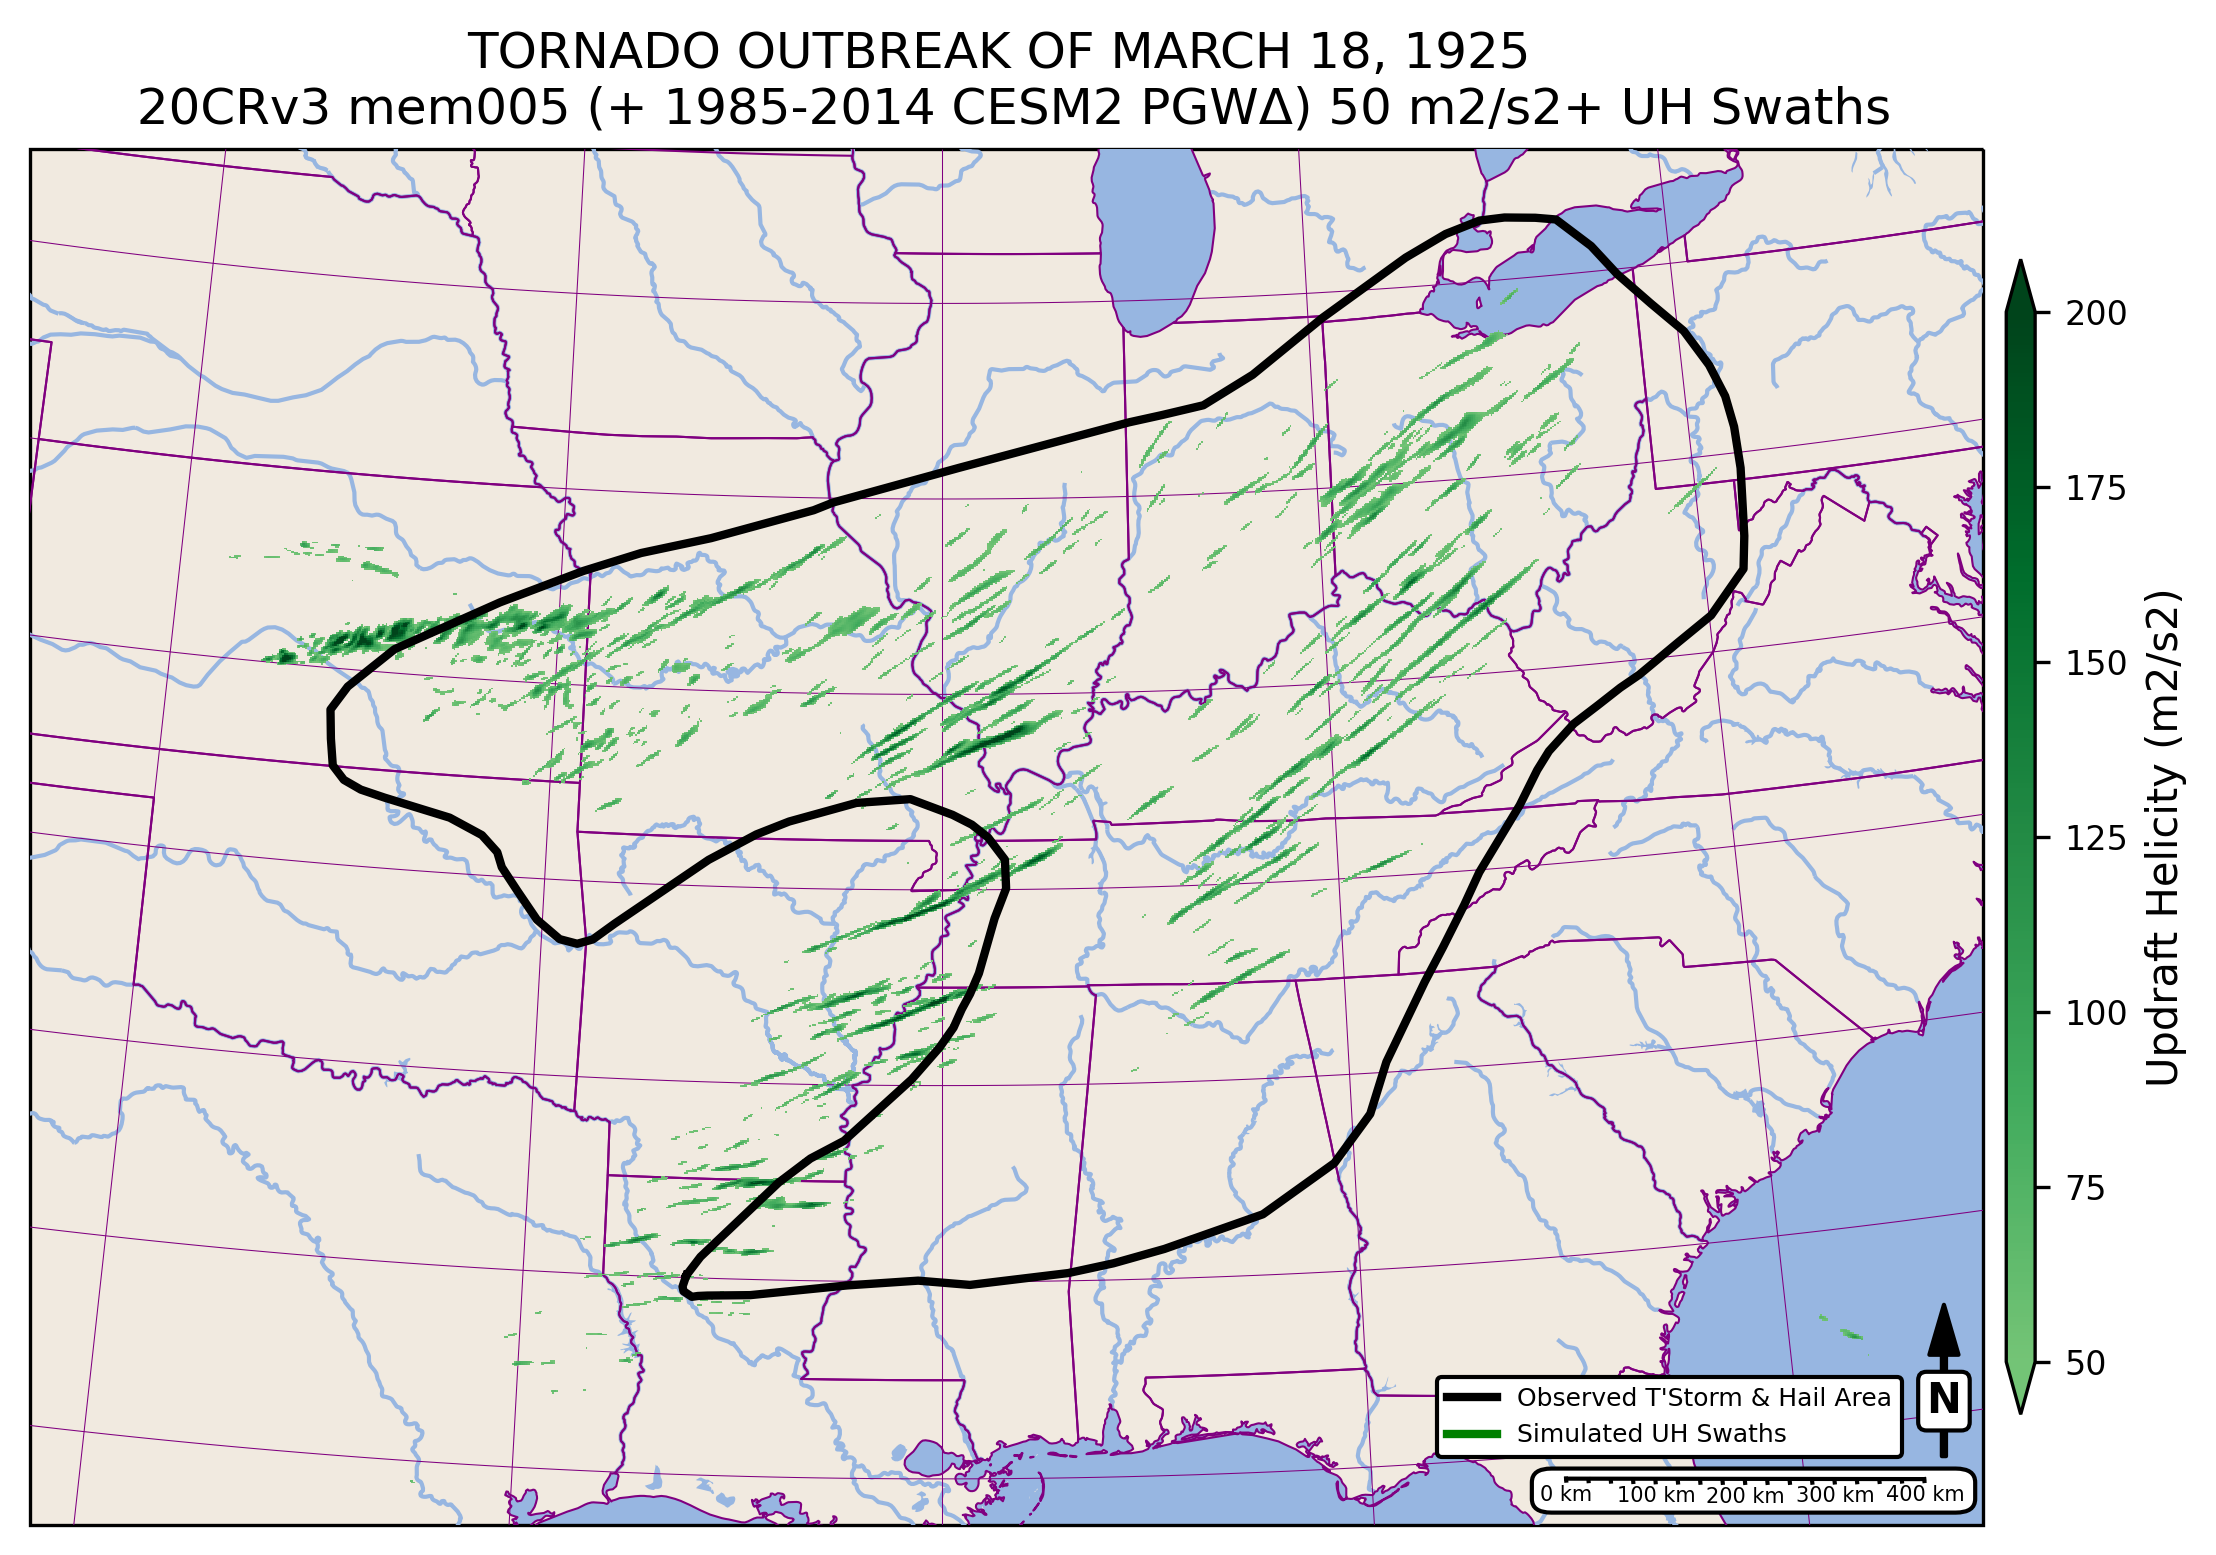 TORNADO OUTBREAK OF MARCH 18, 1925
20CRv3 mem005 (+ 1985-2014 CESM2 PGWΔ) 50 m2/s2+ UH Swaths
200
175
150
125
100
75
50
Updraft Helicity (m2/s2)
Observed T'Storm & Hail Area
Simulated UH Swaths
N
0 km 100 km 200 km 300 km 400 km